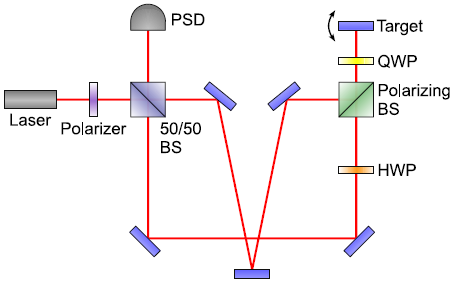 PSD
Target
QWP
Polarizing
BS
Laser
Polarizer
50/50
BS
HWP